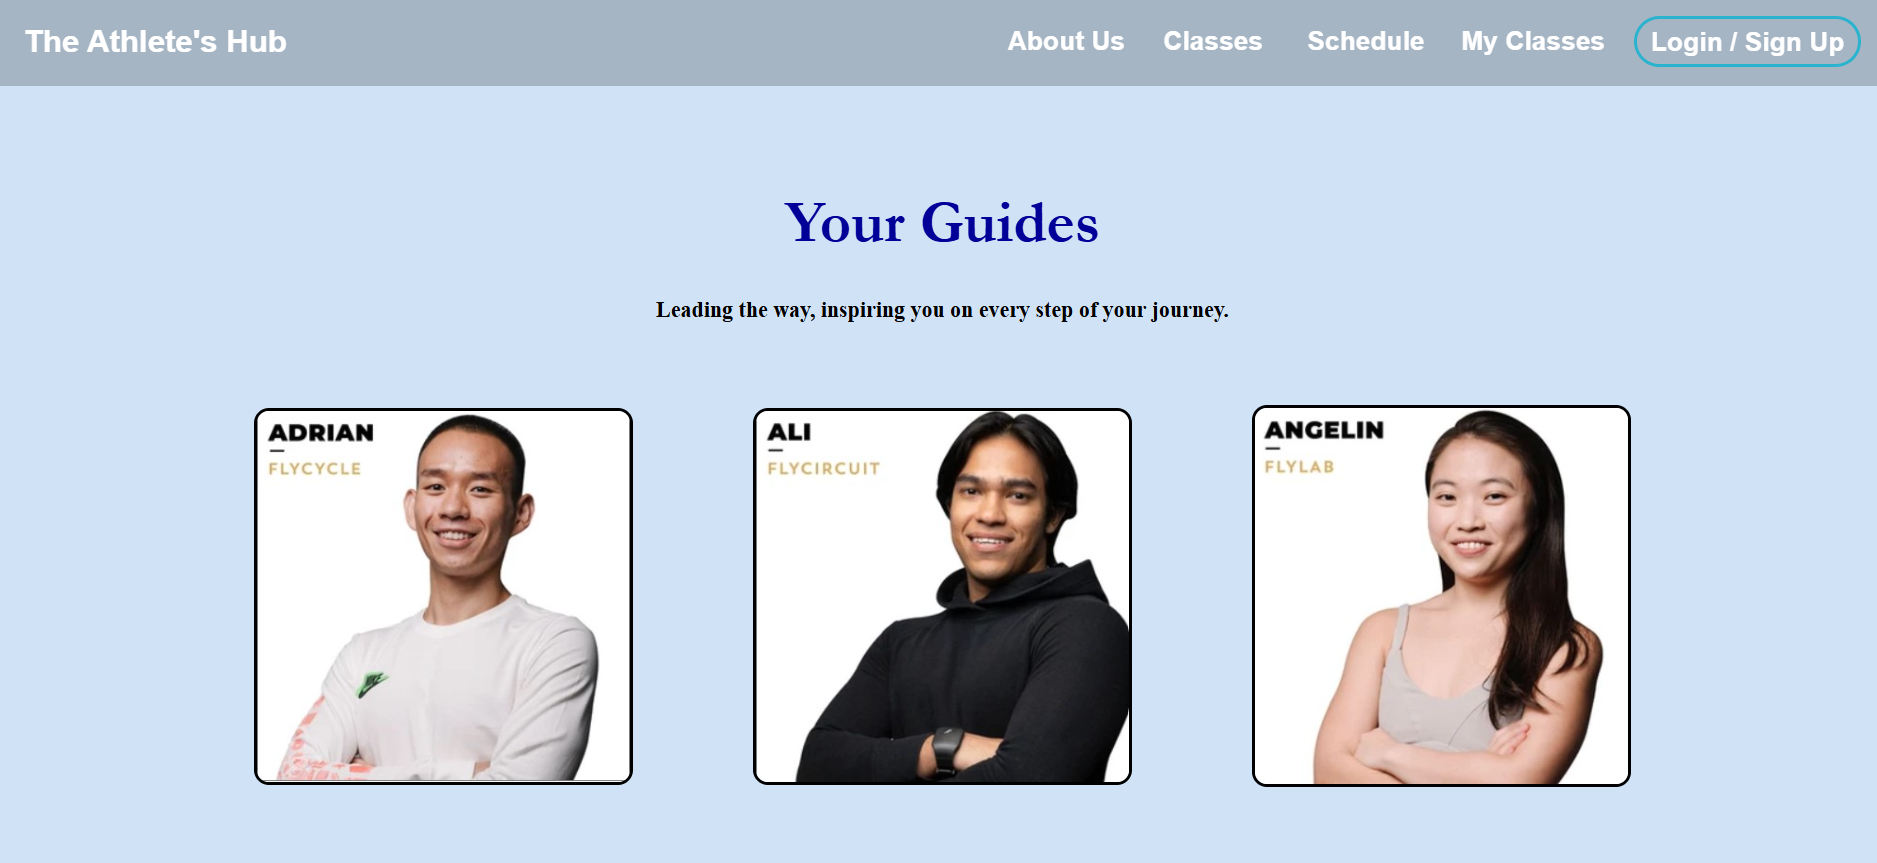 The Athlete's Hub
About Us Classes Schedule My Classes Login / Sign Up
Your Guides
Leading the way, inspiring you on every step of your journey.
ADRIAN
FLYCYCLE
NIKE
ALI
FLYCIRCUIT
ANGELIN
FLYLAB